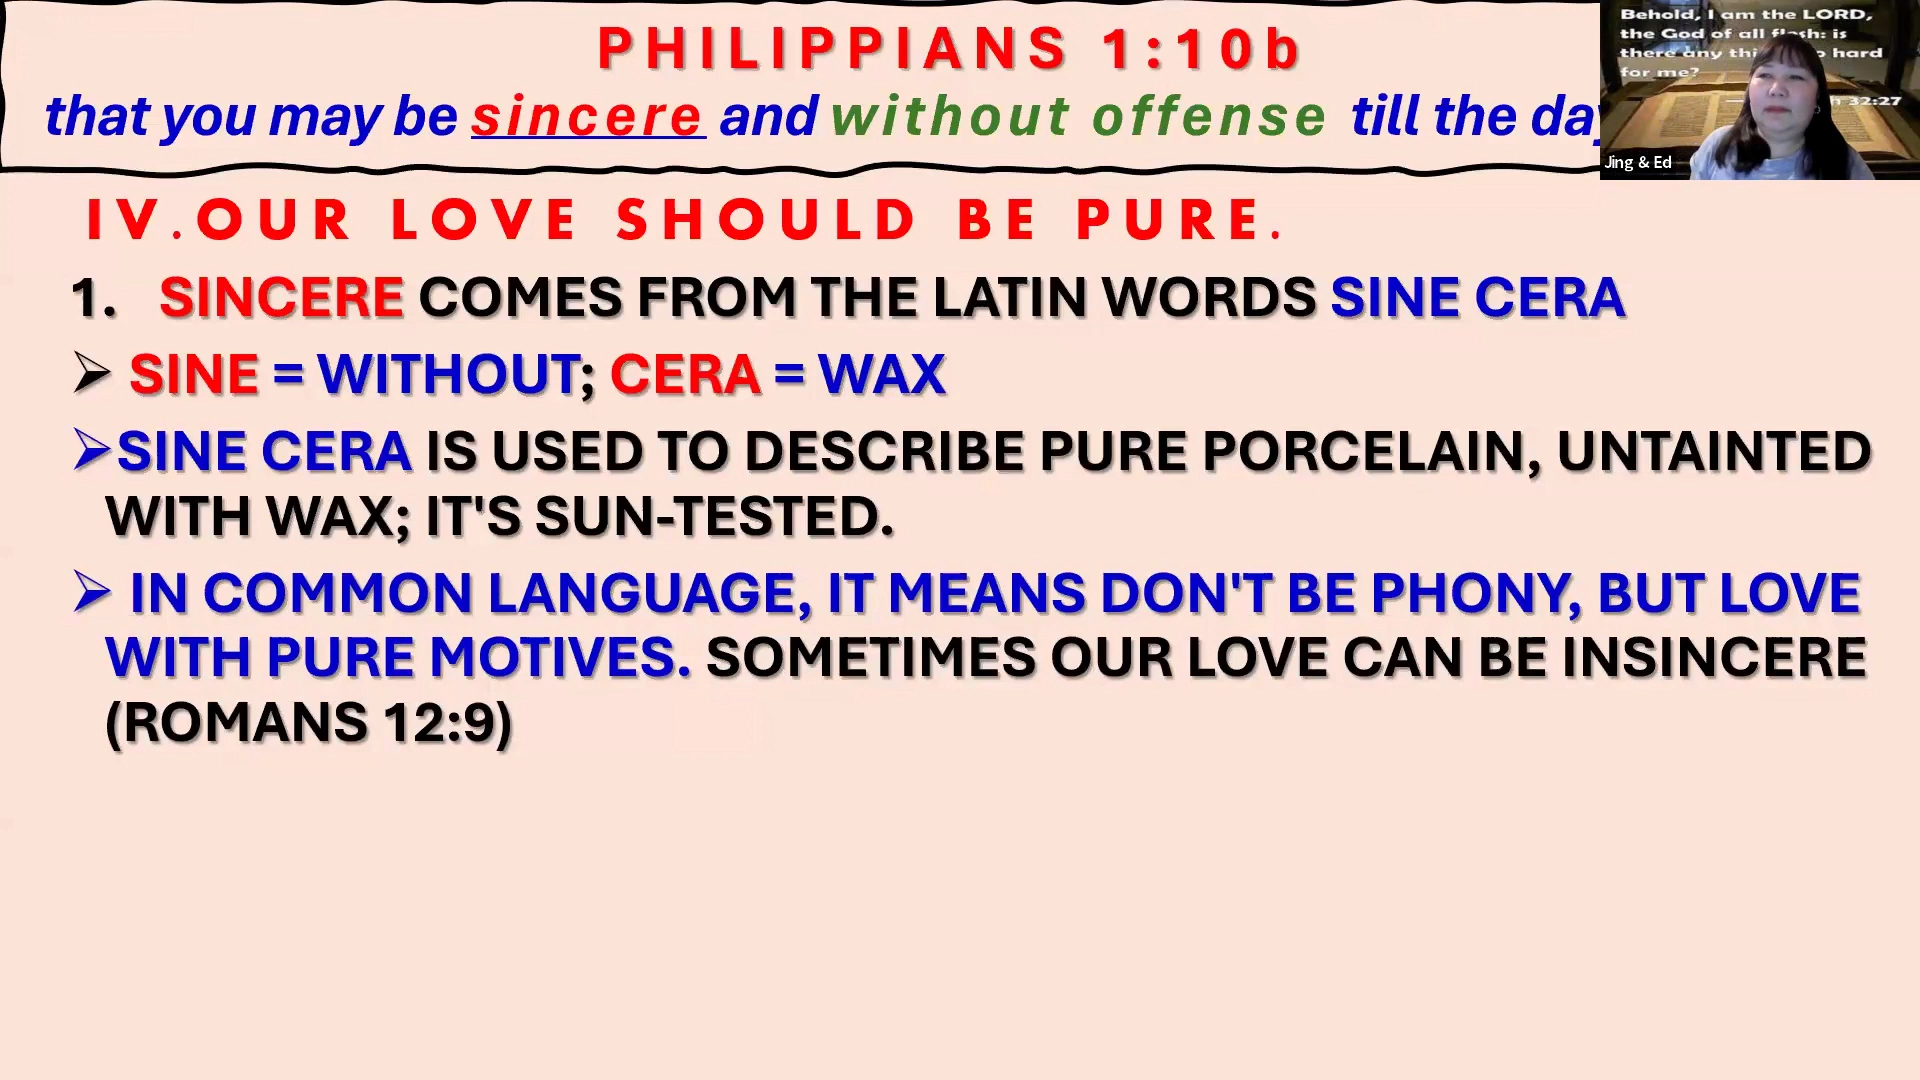 PHILIPPIANS 1:10b
that you may be sincere and without offense till the day
IV.OUR LOVE SHOULD BE PURE.
1. SINCERE COMES FROM THE LATIN WORDS SINE CERA
➢ SINE = WITHOUT; CERA = WAX
➢SINE CERA IS USED TO DESCRIBE PURE PORCELAIN, UNTAINTED
WITH WAX; IT'S SUN-TESTED.
➢ IN COMMON LANGUAGE, IT MEANS DON'T BE PHONY, BUT LOVE
WITH PURE MOTIVES. SOMETIMES OUR LOVE CAN BE INSINCERE
(ROMANS 12:9)
Behold, I am the LORD,
the God of all flesh: is
there any hard
for me?
32:27
Jing & Ed